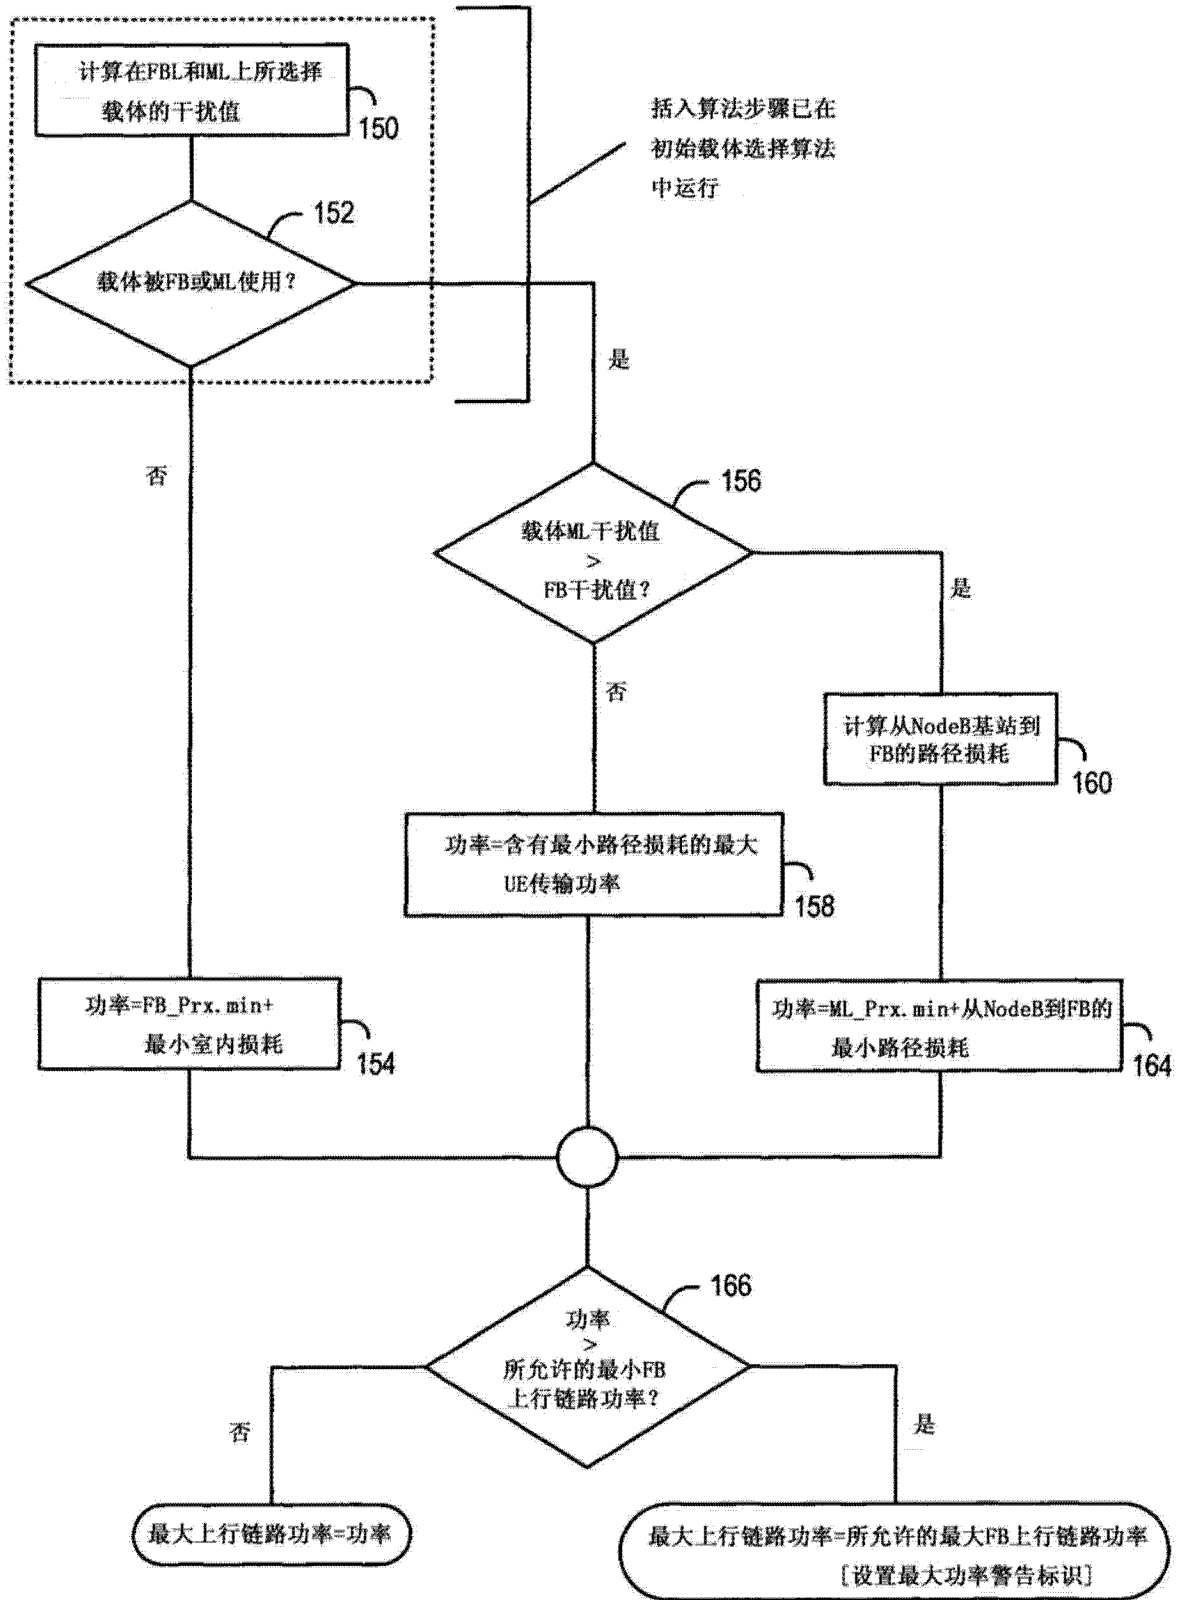 计算在FBL和ML上所选择
载体的干扰值
150
括入算法步骤已在
初始载体选择算法
中运行
152
载体被FB或ML使用？
是
否
156
载体ML干扰值
>
FB干扰值？
是
否
计算从NodeB基站到
FB的路径损耗
160
功率=含有最小路径损耗的最大
UE传输功率
158
功率=FB_Prx.min+
最小室内损耗
154
功率=ML_Prx.min+从NodeB到FB的
最小路径损耗
164
166
功率
>
所允许的最小FB
上行链路功率？
否
是
最大上行链路功率=功率
最大上行链路功率=所允许的最大FB上行链路功率
[设置最大功率警告标识]